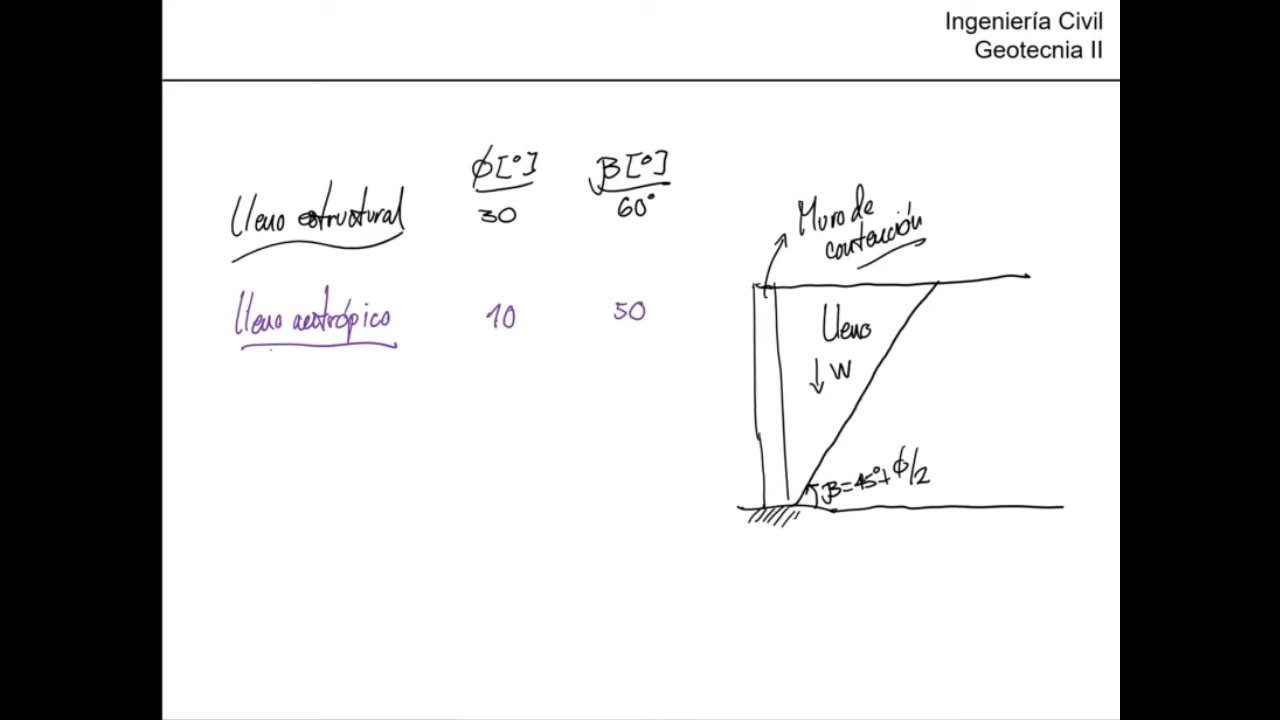 Ingeniería Civil
Geotecnia II
ϕ[°] β[°]
Lleno estructural 30 60°
Lleno antrópico 10 50
Muro de
contención
Lleno
↓ W
β=45°+ϕ/2